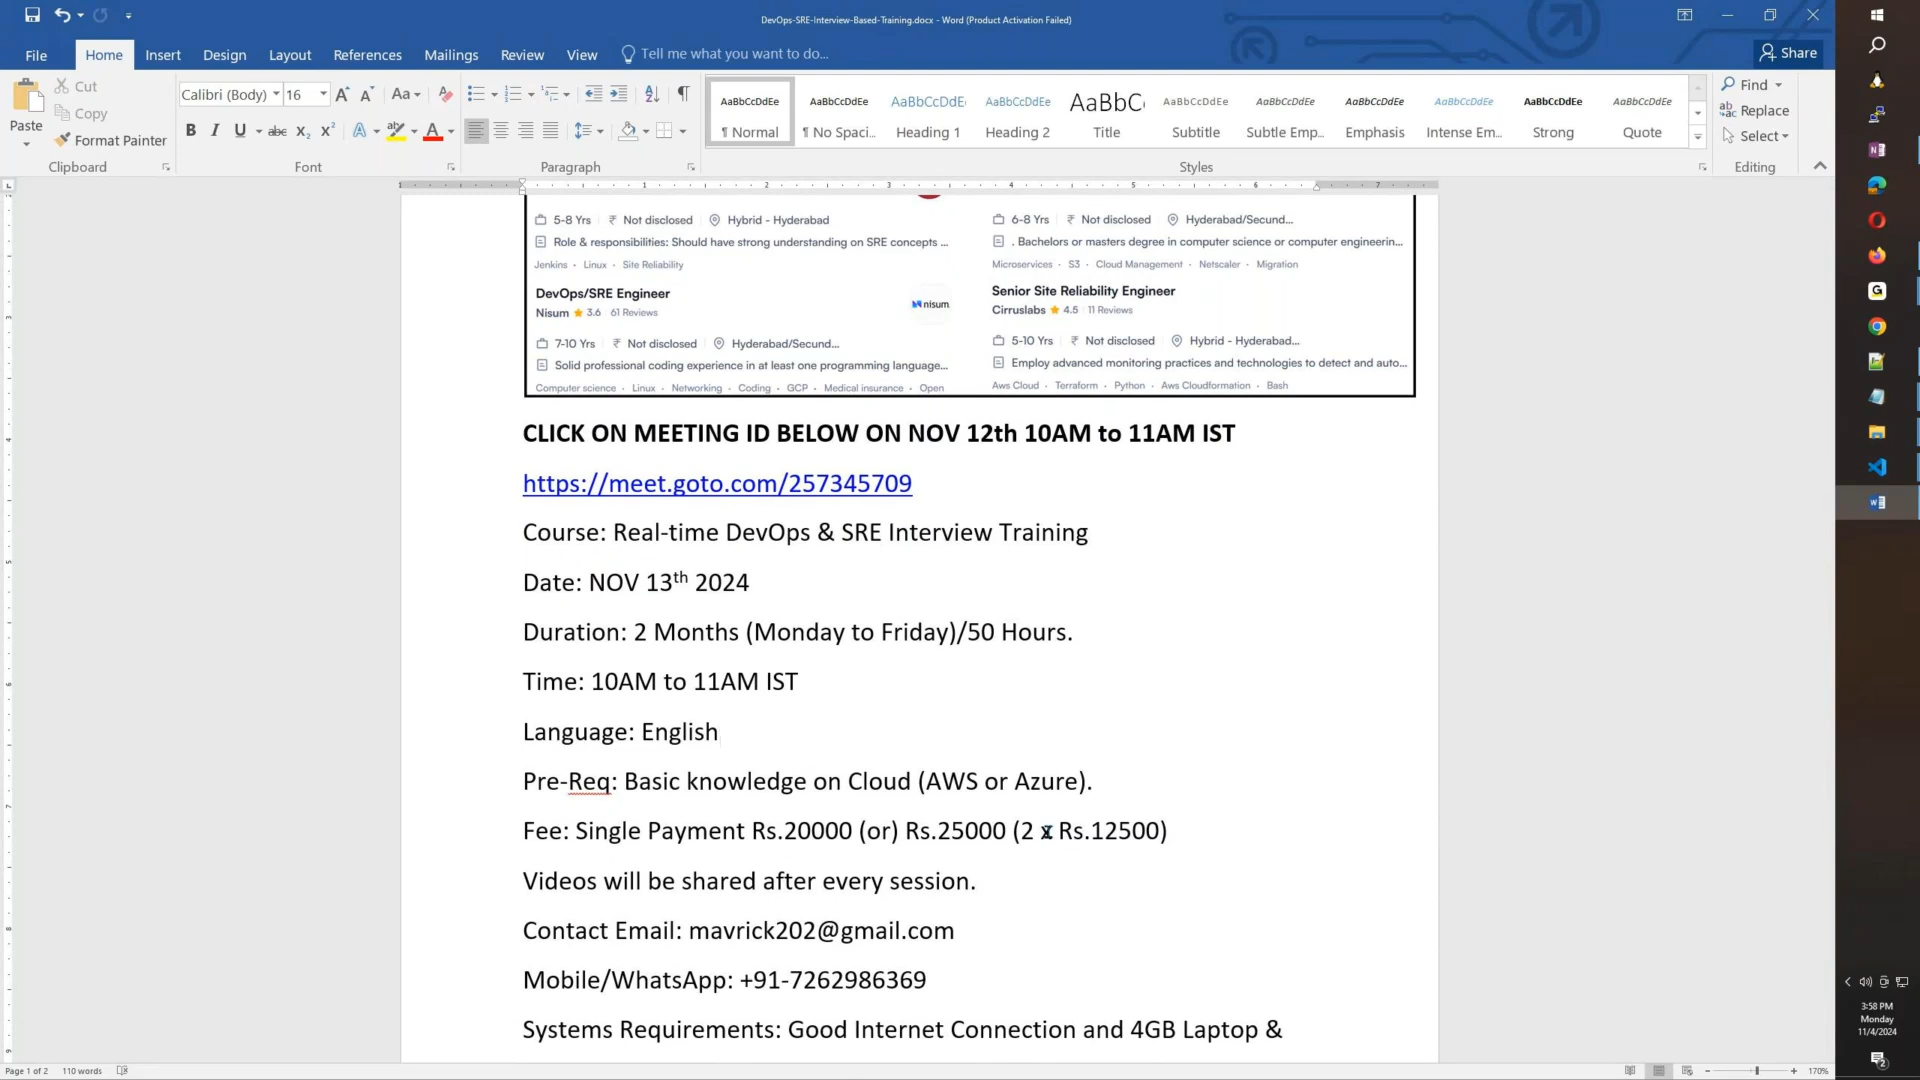 DevOps-SRE-Interview-Based-Training.docx - Word (Product Activation Failed)
File Home Insert Design Layout References Mailings Review View Tell me what you want to do... Share
Cut
Copy
Format Painter
Paste
Clipboard
Calibri (Body) 16
Font
Paragraph
AaBbCcDdEe AaBbCcDdEe AaBbCcDdE AaBbCcDdEe AaBbC AaBbCcDdEe AaBbCcDdEe AaBbCcDdEe AaBbCcDdEe AaBbCcDdEe AaBbCcDdEe
¶ Normal ¶ No Spaci... Heading 1 Heading 2 Title Subtitle Subtle Emp... Emphasis Intense Em... Strong Quote
Styles
Find
Replace
Select
Editing
5-8 Yrs ₹ Not disclosed Hybrid - Hyderabad
Role & responsibilities: Should have strong understanding on SRE concepts ...
Jenkins · Linux · Site Reliability
DevOps/SRE Engineer
Nisum 3.6 61 Reviews
nisum
7-10 Yrs ₹ Not disclosed Hyderabad/Secund...
Solid professional coding experience in at least one programming language...
Computer science · Linux · Networking · Coding · GCP · Medical insurance · Open
6-8 Yrs ₹ Not disclosed Hyderabad/Secund...
. Bachelors or masters degree in computer science or computer engineerin...
Microservices · S3 · Cloud Management · Netscaler · Migration
Senior Site Reliability Engineer
Cirruslabs 4.5 11 Reviews
5-10 Yrs ₹ Not disclosed Hybrid - Hyderabad...
Employ advanced monitoring practices and technologies to detect and auto...
Aws Cloud · Terraform · Python · Aws Cloudformation · Bash
CLICK ON MEETING ID BELOW ON NOV 12th 10AM to 11AM IST
https://meet.goto.com/257345709
Course: Real-time DevOps & SRE Interview Training
Date: NOV 13th 2024
Duration: 2 Months (Monday to Friday)/50 Hours.
Time: 10AM to 11AM IST
Language: English
Pre-Req: Basic knowledge on Cloud (AWS or Azure).
Fee: Single Payment Rs.20000 (or) Rs.25000 (2 x Rs.12500)
Videos will be shared after every session.
Contact Email: mavrick202@gmail.com
Mobile/WhatsApp: +91-7262986369
Systems Requirements: Good Internet Connection and 4GB Laptop &
Page 1 of 2 110 words
170%
3:58 PM
Monday
11/4/2024